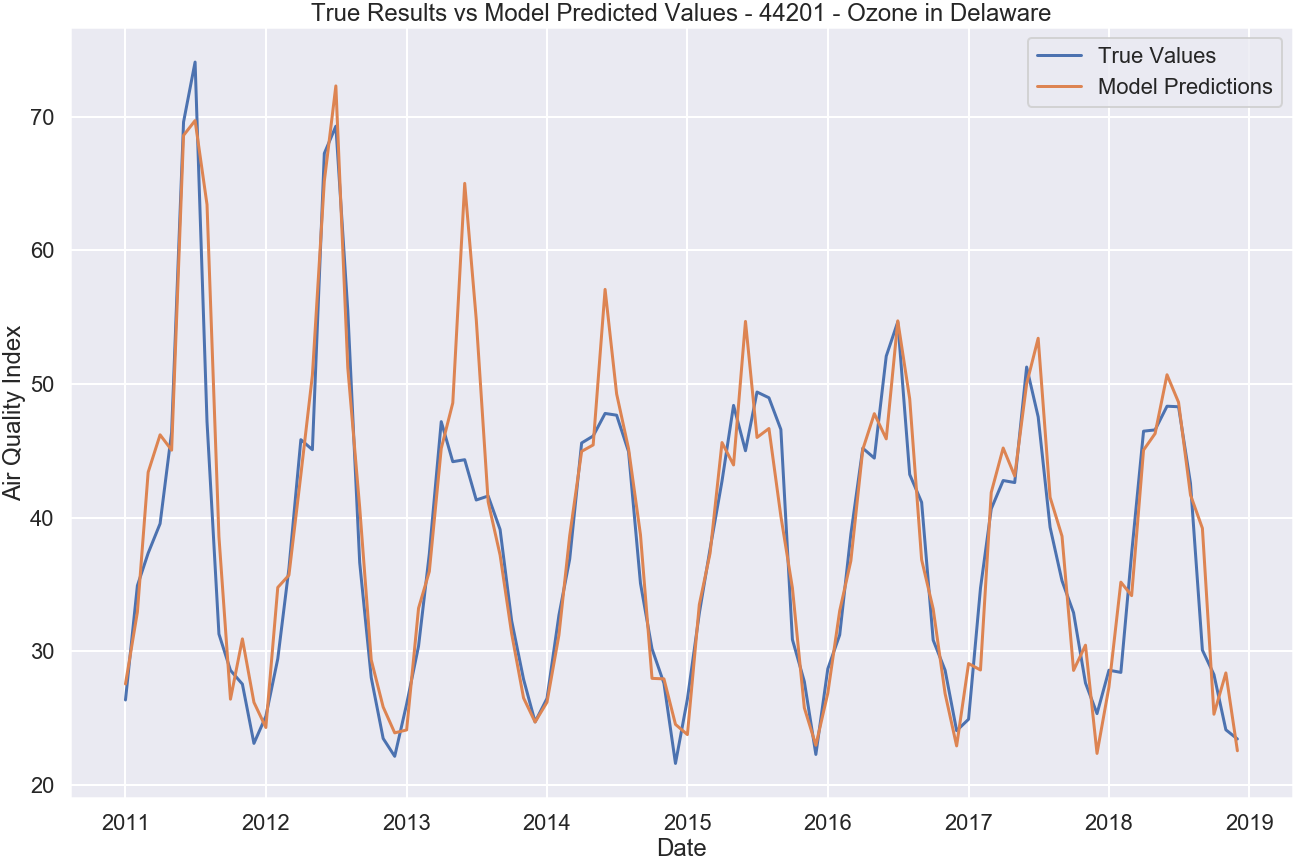 True Results vs Model Predicted Values - 44201 - Ozone in Delaware
True Values
Model Predictions
Air Quality Index
70
60
50
40
30
20
2011 2012 2013 2014 2015 2016 2017 2018 2019
Date